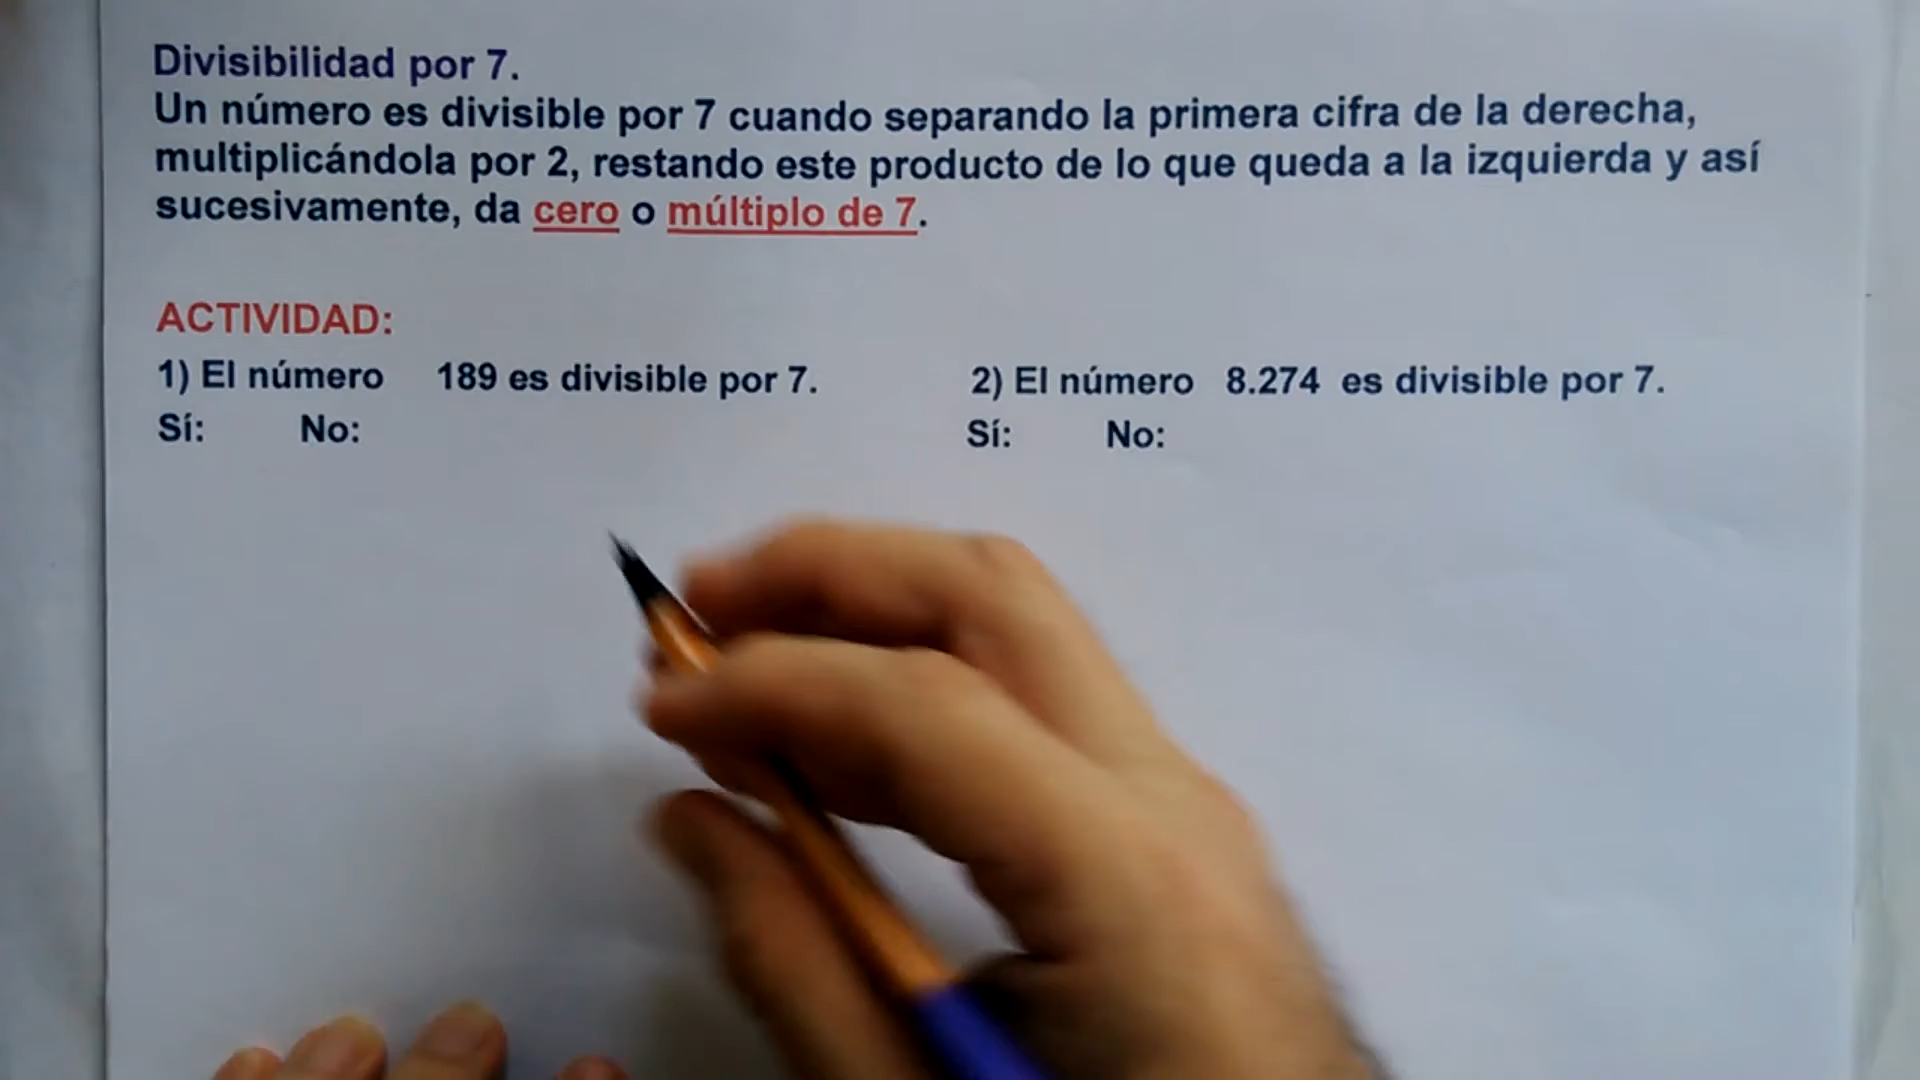 Divisibilidad por 7.
Un número es divisible por 7 cuando separando la primera cifra de la derecha,
multiplicándola por 2, restando este producto de lo que queda a la izquierda y así
sucesivamente, da cero o múltiplo de 7.
ACTIVIDAD:
1) El número 189 es divisible por 7.
Sí: No:
2) El número 8.274 es divisible por 7.
Sí: No: